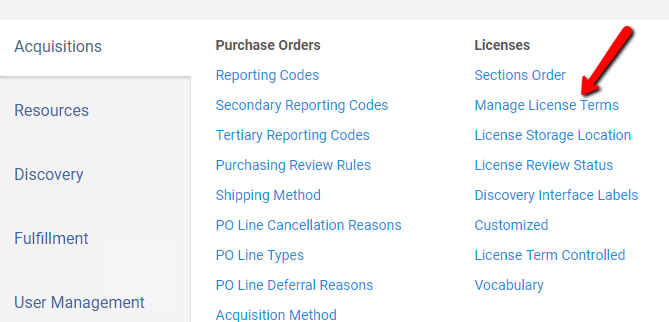 Acquisitions
Resources
Discovery
Fulfillment
User Management
Purchase Orders
Reporting Codes
Secondary Reporting Codes
Tertiary Reporting Codes
Purchasing Review Rules
Shipping Method
PO Line Cancellation Reasons
PO Line Types
PO Line Deferral Reasons
Acquisition Method
Licenses
Sections Order
Manage License Terms
License Storage Location
License Review Status
Discovery Interface Labels
Customized
License Term Controlled
Vocabulary